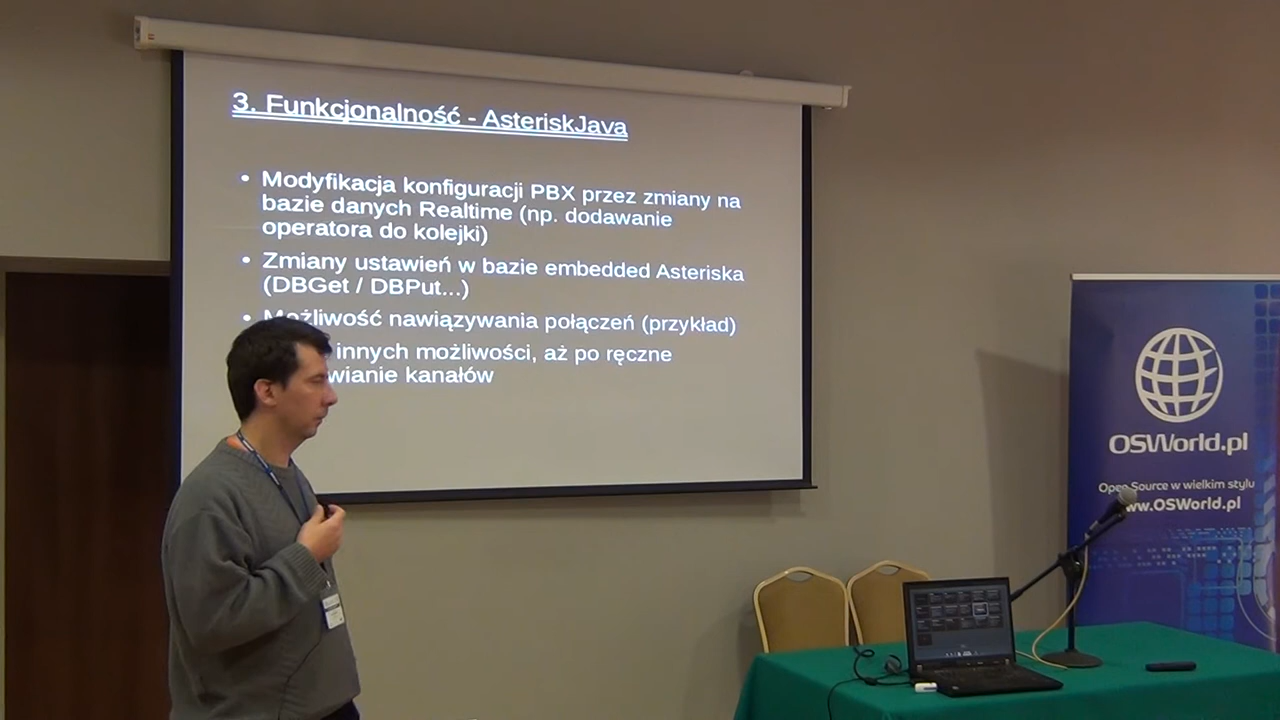 3. Funkcjonalność - AsteriskJava
• Modyfikacja konfiguracji PBX przez zmiany na
bazie danych Realtime (np. dodawanie
operatora do kolejki)
• Zmiany ustawień w bazie embedded Asteriska
(DBGet / DBPut...)
• Możliwość nawiązywania połączeń (przykład)
innych możliwości, aż po ręczne
wianie kanałów
OSWorld.pl
Open Source w wielkim stylu
www.OSWorld.pl